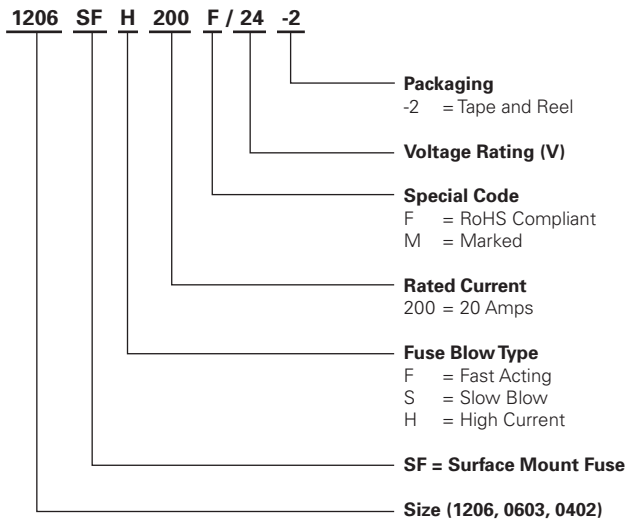 1206 SF H 200 F / 24 -2
Packaging
-2 = Tape and Reel
Voltage Rating (V)
Special Code
F = RoHS Compliant
M = Marked
Rated Current
200 = 20 Amps
Fuse Blow Type
F = Fast Acting
S = Slow Blow
H = High Current
SF = Surface Mount Fuse
Size (1206, 0603, 0402)